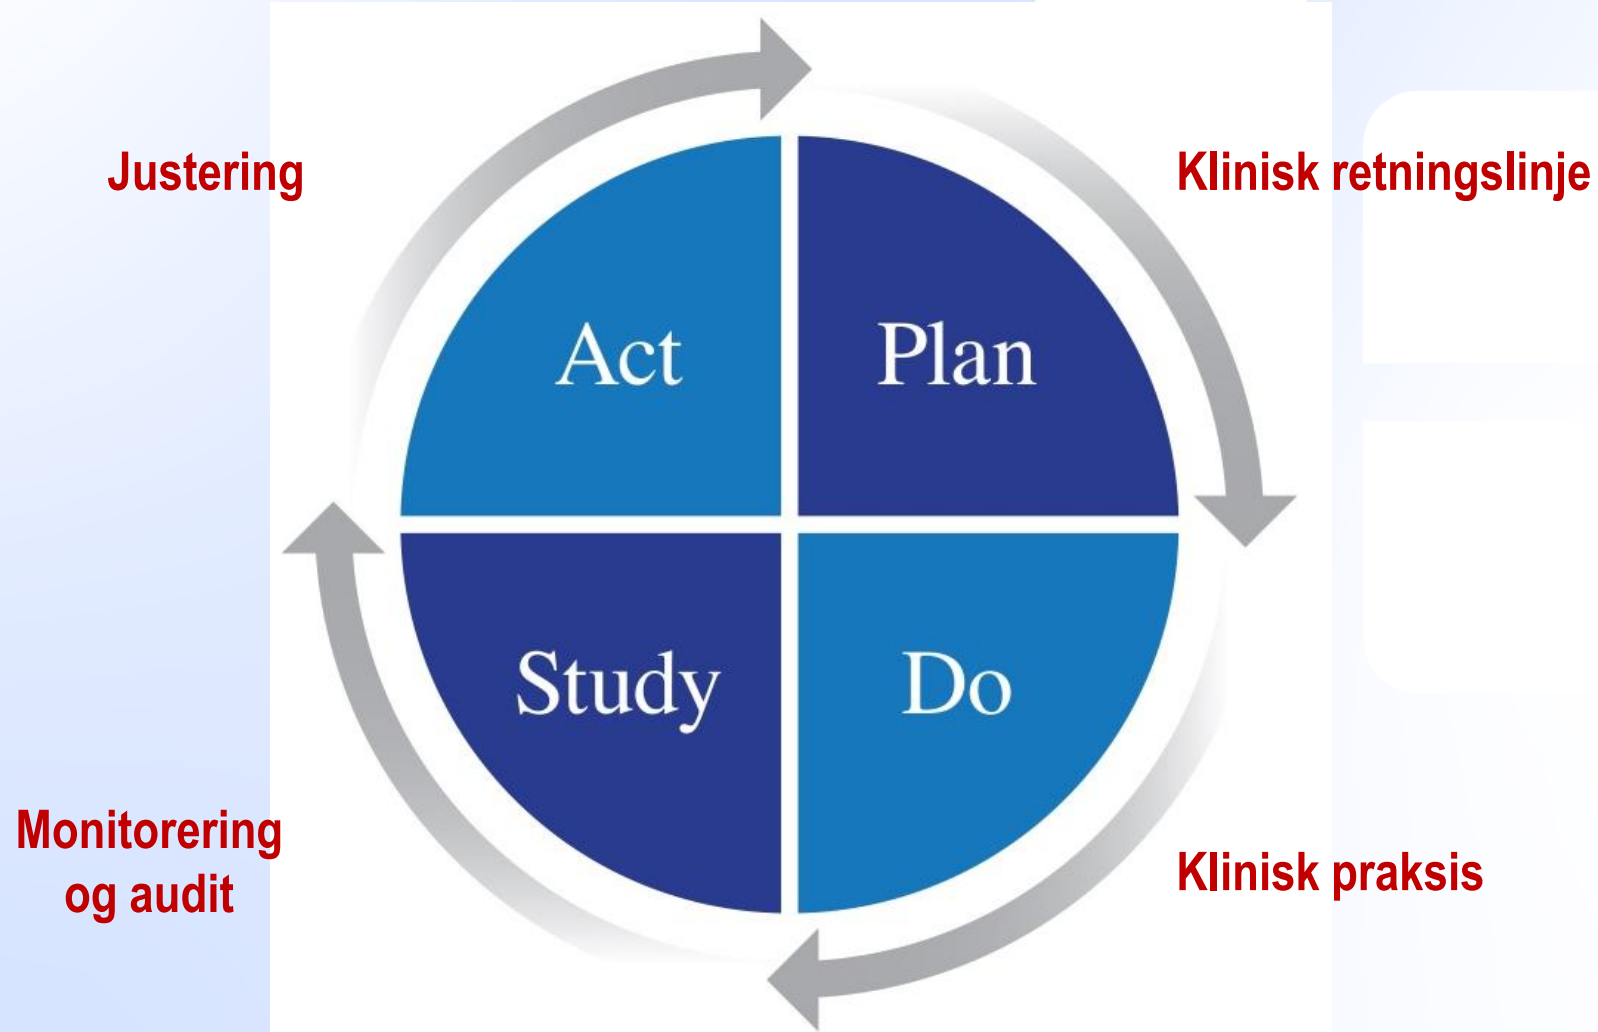 Justering
Klinisk retningslinje
Act
Plan
Study
Do
Monitorering
og audit
Klinisk praksis